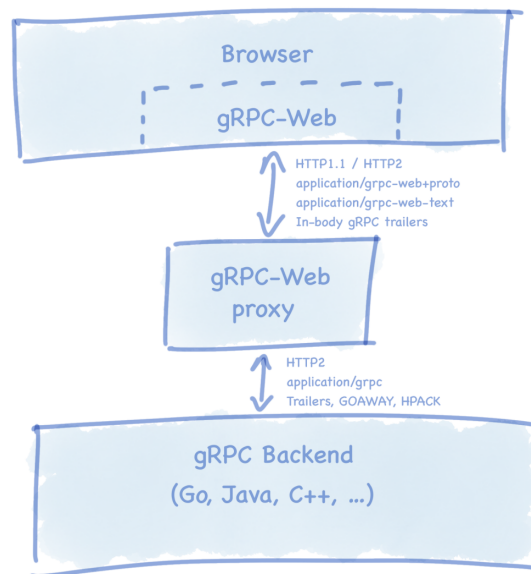 Browser
gRPC-Web
HTTP1.1 / HTTP2
application/grpc-web+proto
application/grpc-web-text
In-body gRPC trailers
gRPC-Web
proxy
HTTP2
application/grpc
Trailers, GOAWAY, HPACK
gRPC Backend
(Go, Java, C++, ...)